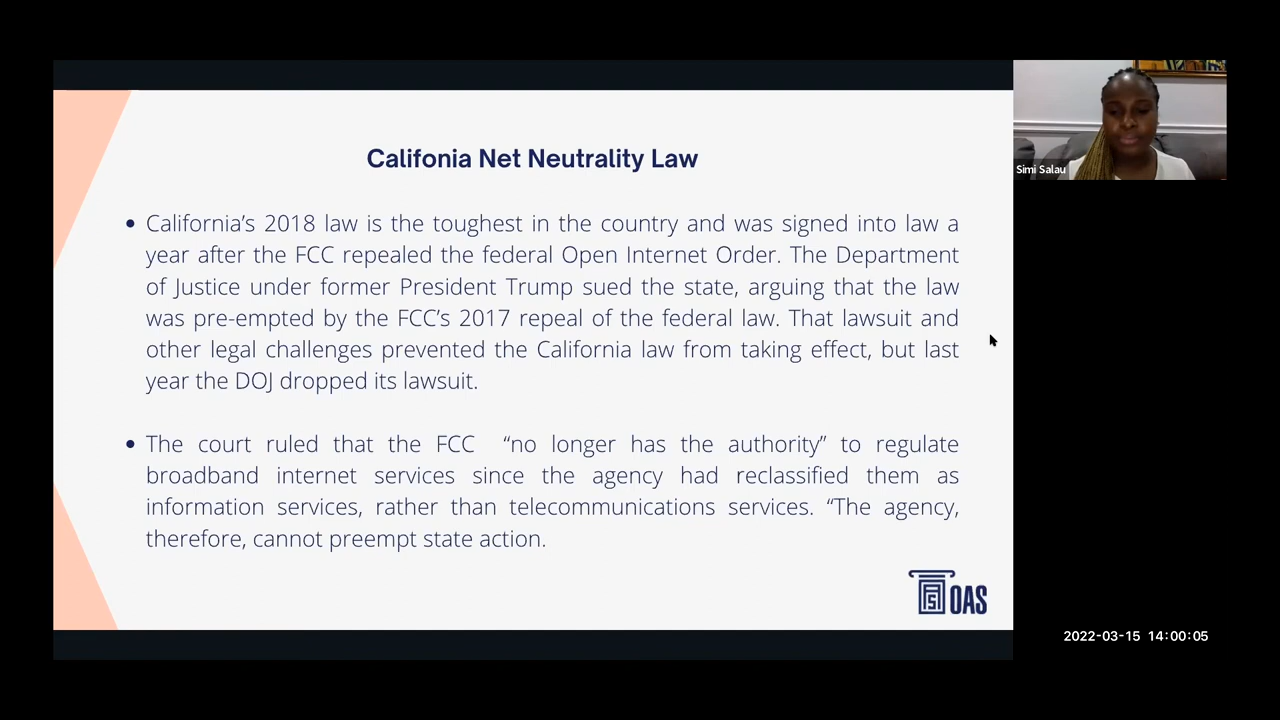 Califonia Net Neutrality Law
• California’s 2018 law is the toughest in the country and was signed into law a
year after the FCC repealed the federal Open Internet Order. The Department
of Justice under former President Trump sued the state, arguing that the law
was pre-empted by the FCC’s 2017 repeal of the federal law. That lawsuit and
other legal challenges prevented the California law from taking effect, but last
year the DOJ dropped its lawsuit.
• The court ruled that the FCC “no longer has the authority” to regulate
broadband internet services since the agency had reclassified them as
information services, rather than telecommunications services. “The agency,
therefore, cannot preempt state action.
OAS
Simi Salau
2022-03-15 14:00:05